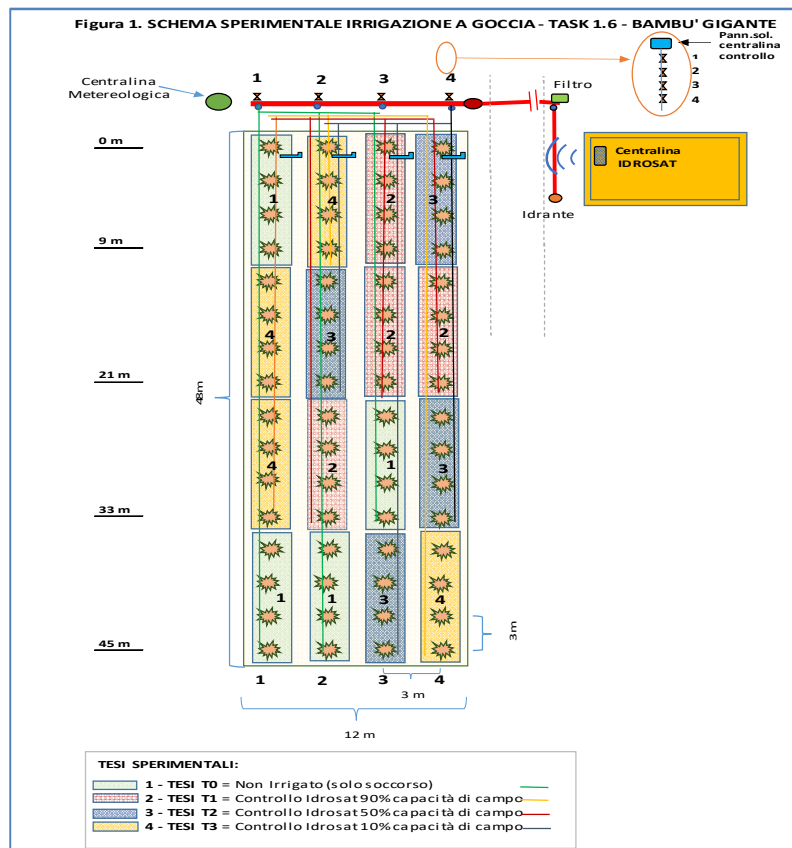 Figura 1. SCHEMA SPERIMENTALE IRRIGAZIONE A GOCCIA - TASK 1.6 - BAMBU' GIGANTE
Pann.sol.
centralina
controllo
1
2
3
4
Centralina
Metereologica
1 2 3 4
Filtro
Centralina
IDROSAT
Idrante
0 m
1 4 2 3
9 m
4 3 2 2
21 m
48m
4 2 1 3
33 m
1 1 3 4
3m
45 m
1 2 3 4
3 m
12 m
TESI SPERIMENTALI:
1 - TESI T0 = Non Irrigato (solo soccorso)
2 - TESI T1 = Controllo Idrosat 90% capacità di campo
3 - TESI T2 = Controllo Idrosat 50% capacità di campo
4 - TESI T3 = Controllo Idrosat 10% capacità di campo